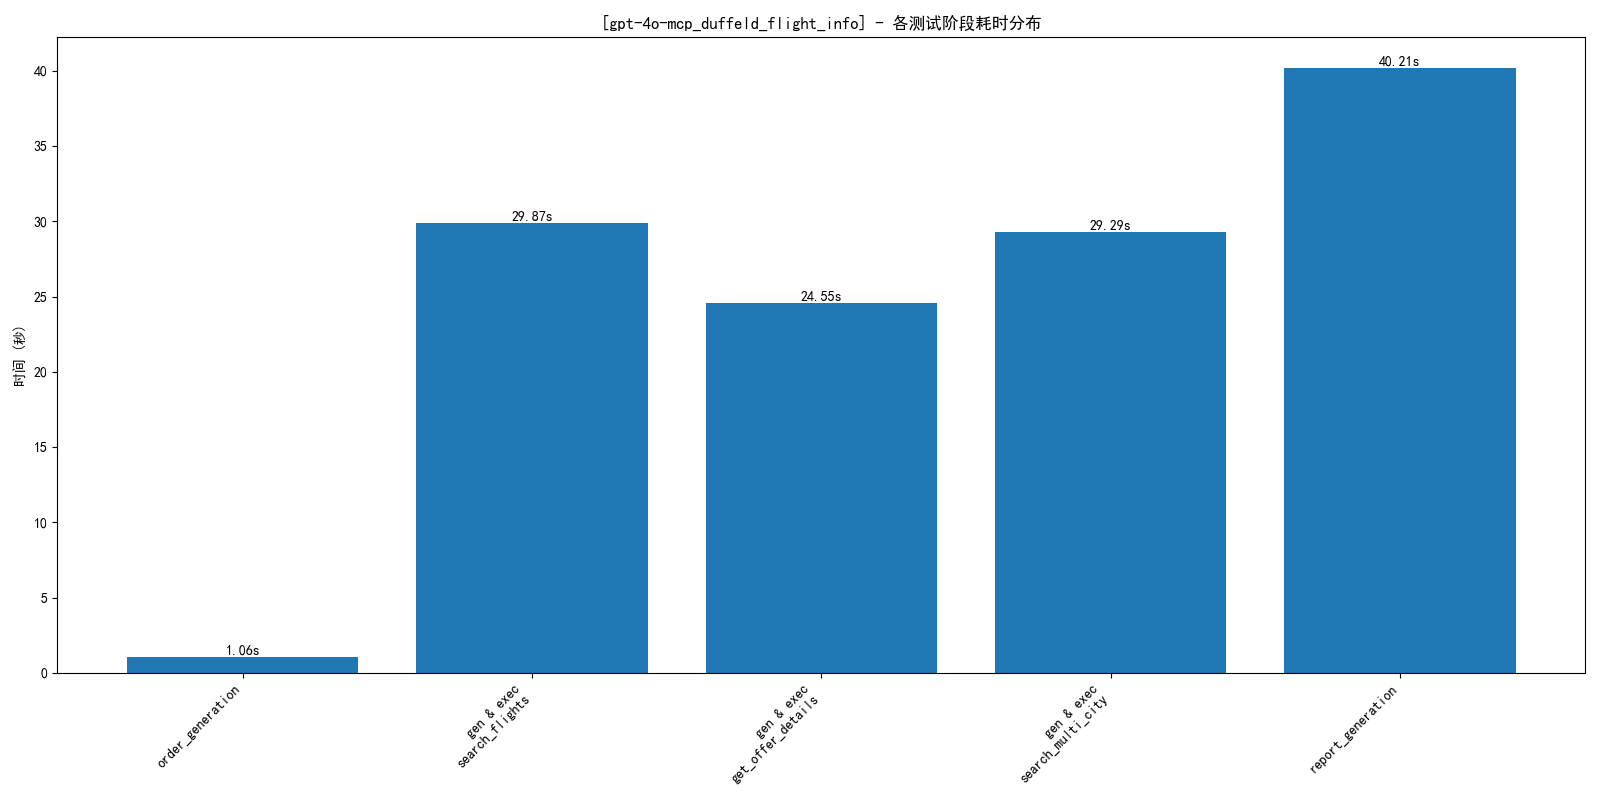 [gpt-4o-mcp_duffeld_flight_info] - 各测试阶段耗时分布
时间 (秒)
40
35
30
25
20
15
10
5
0
1.06s
29.87s
24.55s
29.29s
40.21s
order_generation
gen & exec
search_flights
gen & exec
get_offer_details
gen & exec
search_multi_city
report_generation